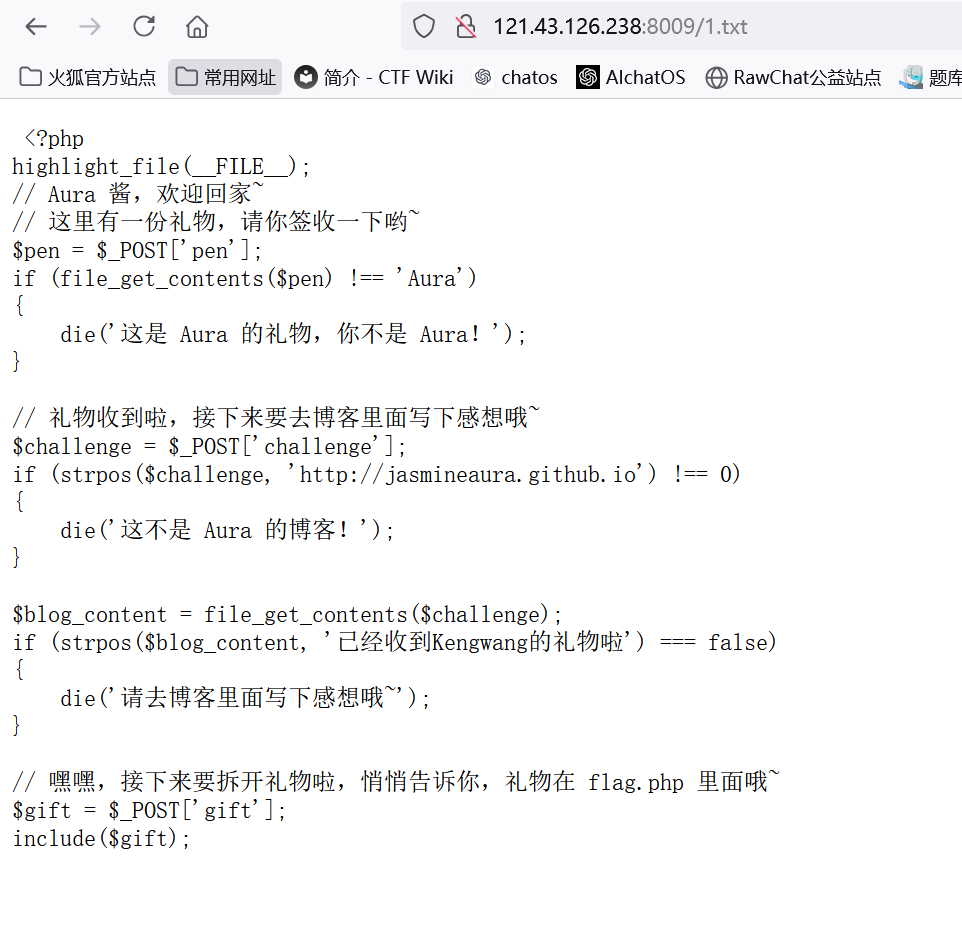 121.43.126.238:8009/1.txt
火狐官方站点 常用网址 简介 - CTF Wiki chatos AIchatOS RawChat公益站点 题库
<?php
highlight_file(__FILE__);
// Aura 酱，欢迎回家~
// 这里有一份礼物，请你签收一下哟~
$pen = $_POST['pen'];
if (file_get_contents($pen) !== 'Aura')
{
    die('这是 Aura 的礼物，你不是 Aura！');
}
// 礼物收到啦，接下来要去博客里面写下感想哦~
$challenge = $_POST['challenge'];
if (strpos($challenge, 'http://jasmineaura.github.io') !== 0)
{
    die('这不是 Aura 的博客！');
}
$blog_content = file_get_contents($challenge);
if (strpos($blog_content, '已经收到Kengwang的礼物啦') === false)
{
    die('请去博客里面写下感想哦~');
}
// 嘿嘿，接下来要拆开礼物啦，悄悄告诉你，礼物在 flag.php 里面哦~
$gift = $_POST['gift'];
include($gift);